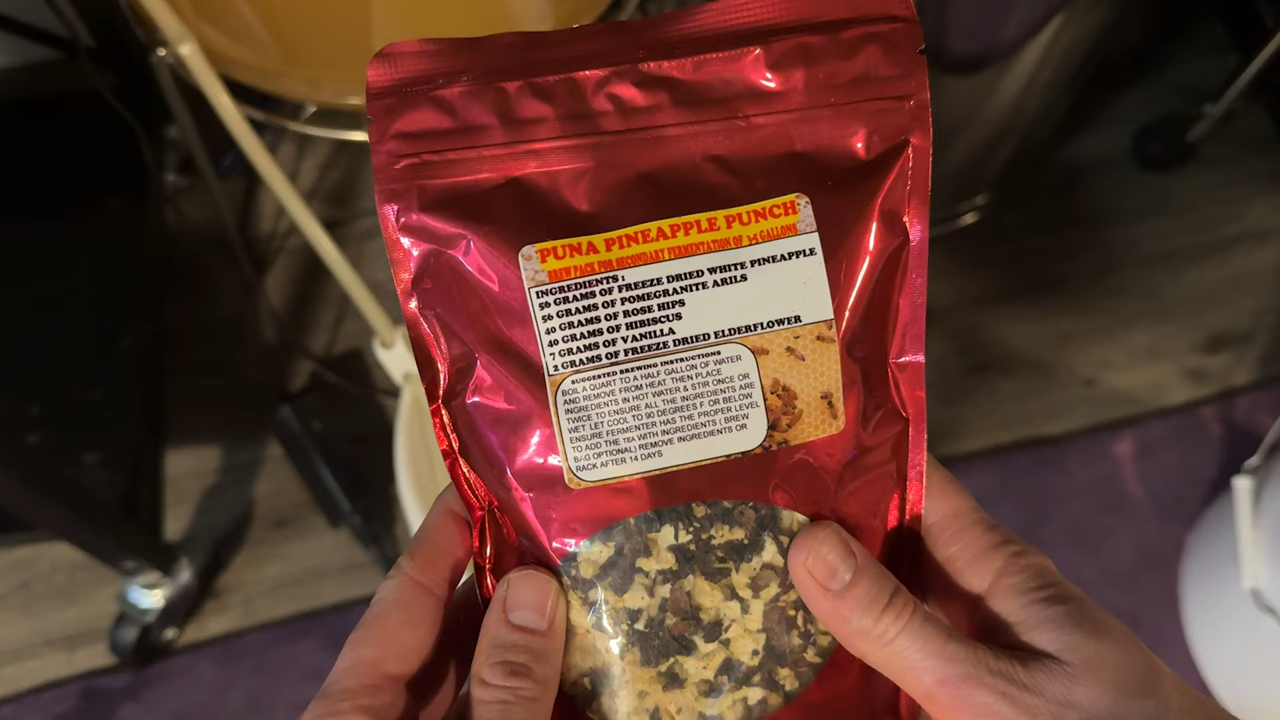 PUNA PINEAPPLE PUNCH
BREW PACK FOR SECONDARY FERMENTATION OF GALLONS
INGREDIENTS :
56 GRAMS OF FREEZE DRIED WHITE PINEAPPLE
56 GRAMS OF POMEGRANITE ARILS
40 GRAMS OF ROSE HIPS
40 GRAMS OF HIBISCUS
7 GRAMS OF VANILLA
2 GRAMS OF FREEZE DRIED ELDERFLOWER
SUGGESTED BREWING INSTRUCTIONS
BOIL A QUART TO A HALF GALLON OF WATER
AND REMOVE FROM HEAT. THEN PLACE
INGREDIENTS IN HOT WATER & STIR ONCE OR
TWICE TO ENSURE ALL THE INGREDIENTS ARE
WET. LET COOL TO 90 DEGREES F. OR BELOW
ENSURE FERMENTER HAS THE PROPER LEVEL
TO ADD THE TEA WITH INGREDIENTS ( BREW
BAG OPTIONAL) REMOVE INGREDIENTS OR
RACK AFTER 14 DAYS